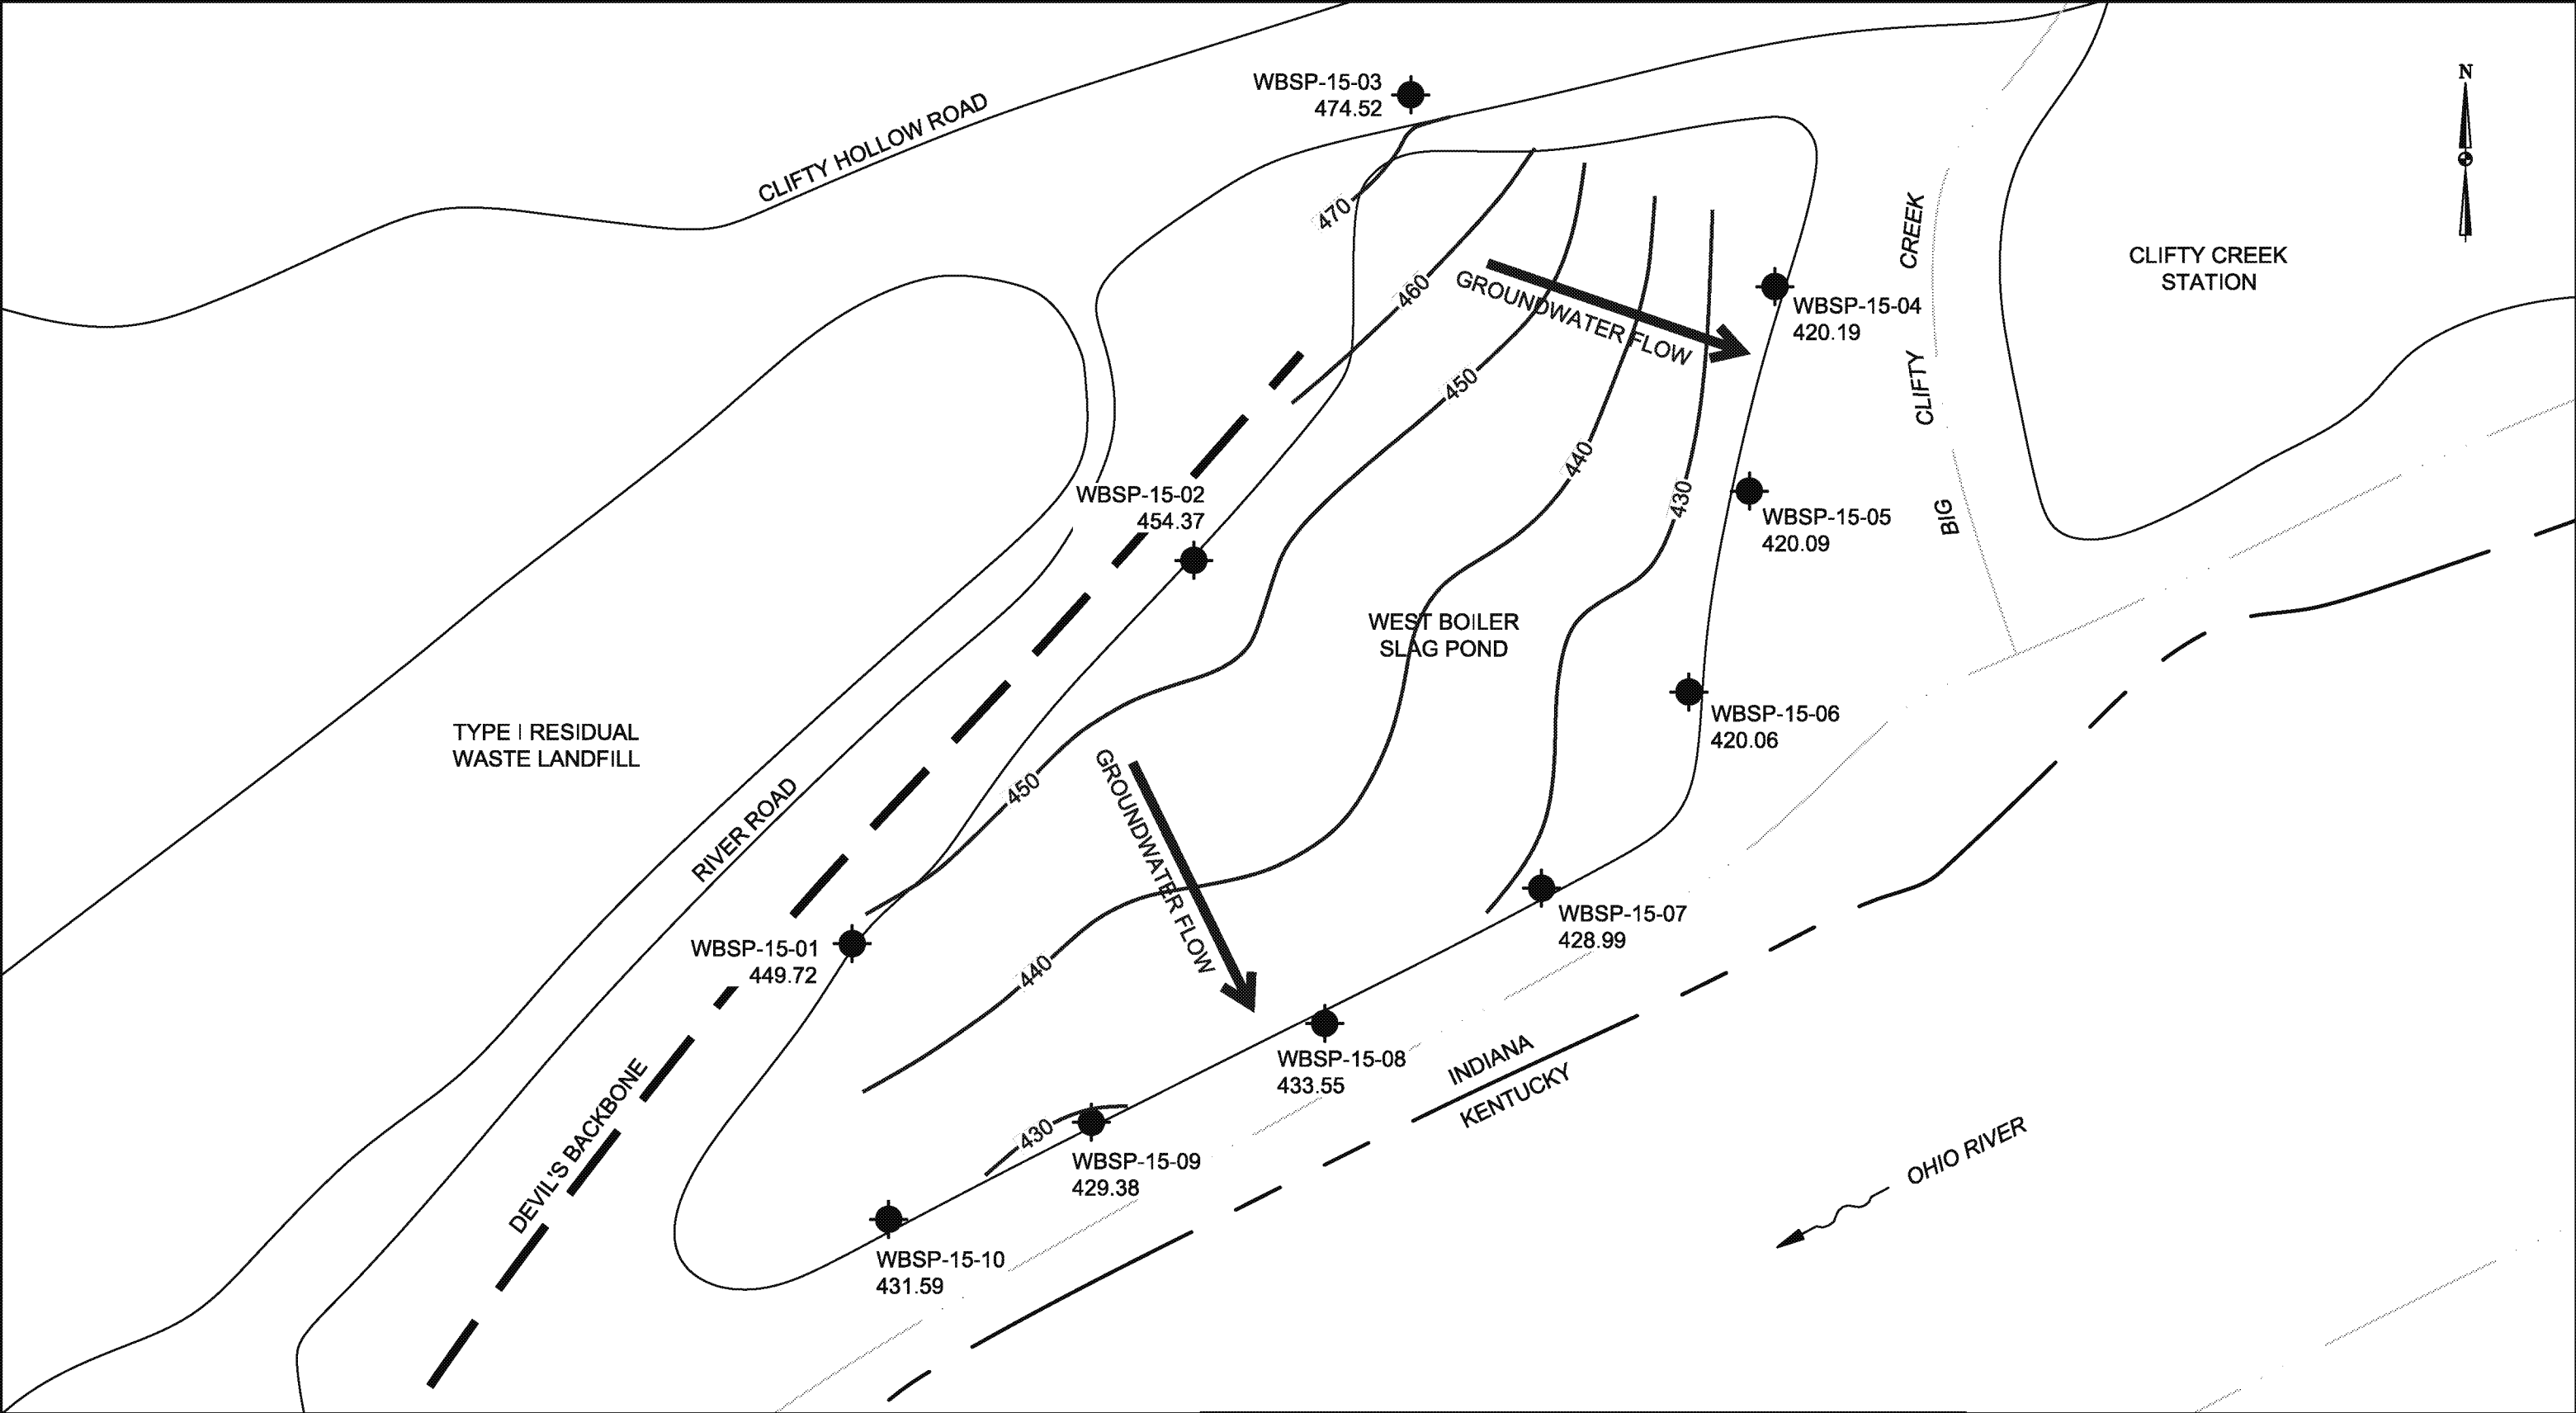 N
WBSP-15-03
474.52
CLIFTY HOLLOW ROAD
470
CLIFTY CREEK
STATION
460
GROUNDWATER FLOW
WBSP-15-04
420.19
BIG CLIFTY CREEK
450
440
430
WBSP-15-02
454.37
WBSP-15-05
420.09
WEST BOILER
SLAG POND
WBSP-15-06
420.06
TYPE I RESIDUAL
WASTE LANDFILL
RIVER ROAD
450
GROUNDWATER FLOW
WBSP-15-07
428.99
WBSP-15-01
449.72
440
WBSP-15-08
433.55
INDIANA
KENTUCKY
DEVIL'S BACKBONE
430
WBSP-15-09
429.38
OHIO RIVER
WBSP-15-10
431.59